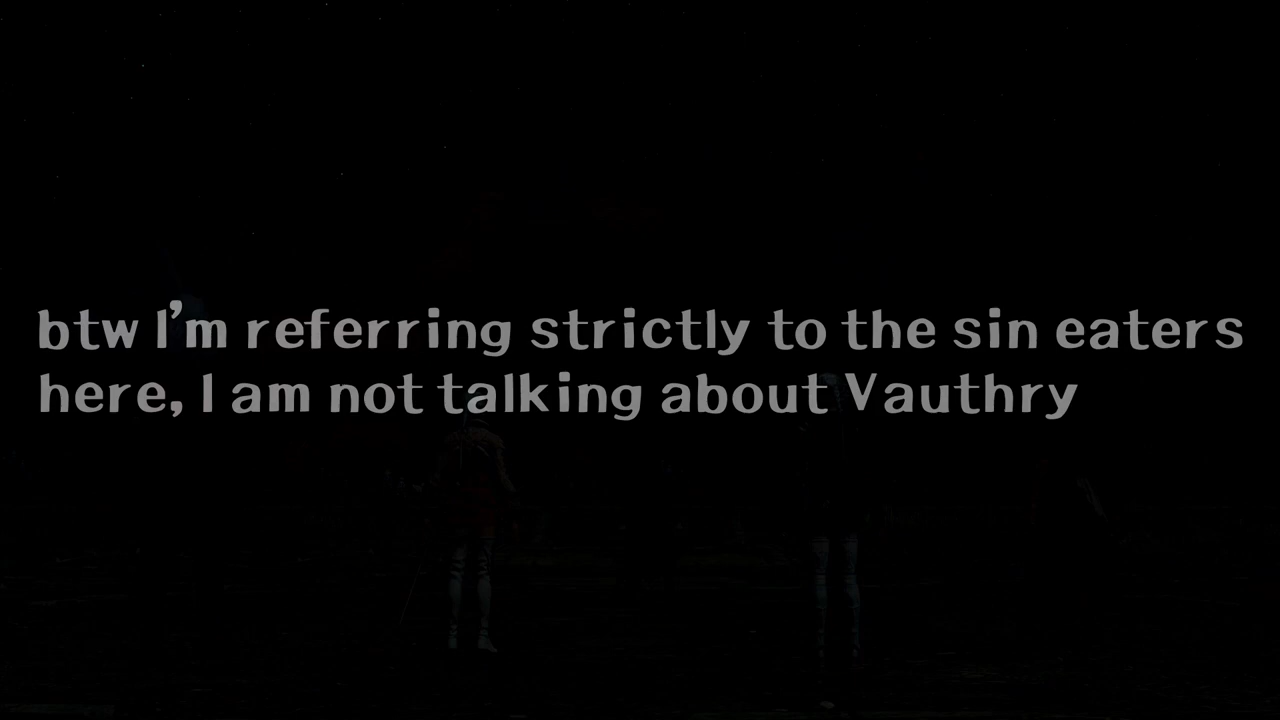 btw I'm referring strictly to the sin eaters
here, I am not talking about Vauthry